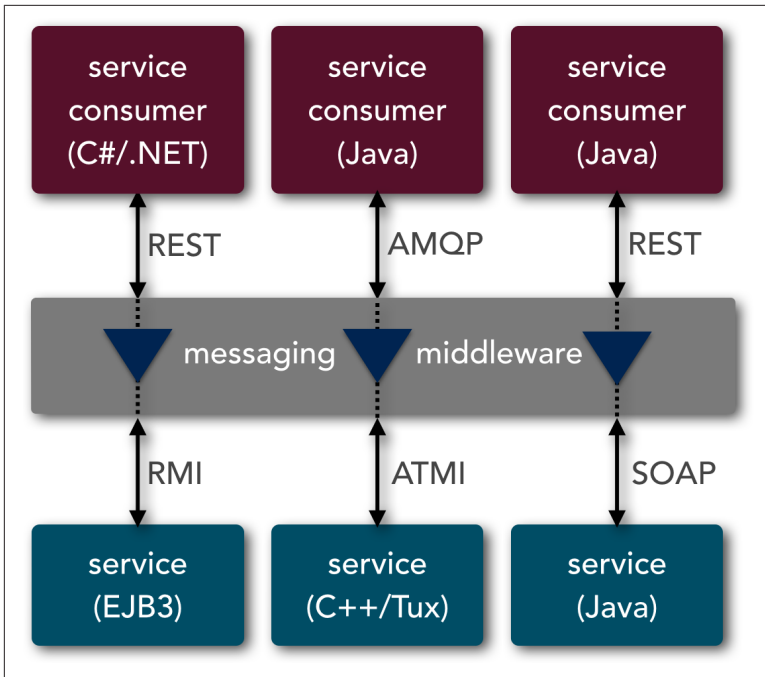 service service service
consumer consumer consumer
(C#/.NET) (Java) (Java)
REST AMQP REST
messaging middleware
RMI ATMI SOAP
service service service
(EJB3) (C++/Tux) (Java)